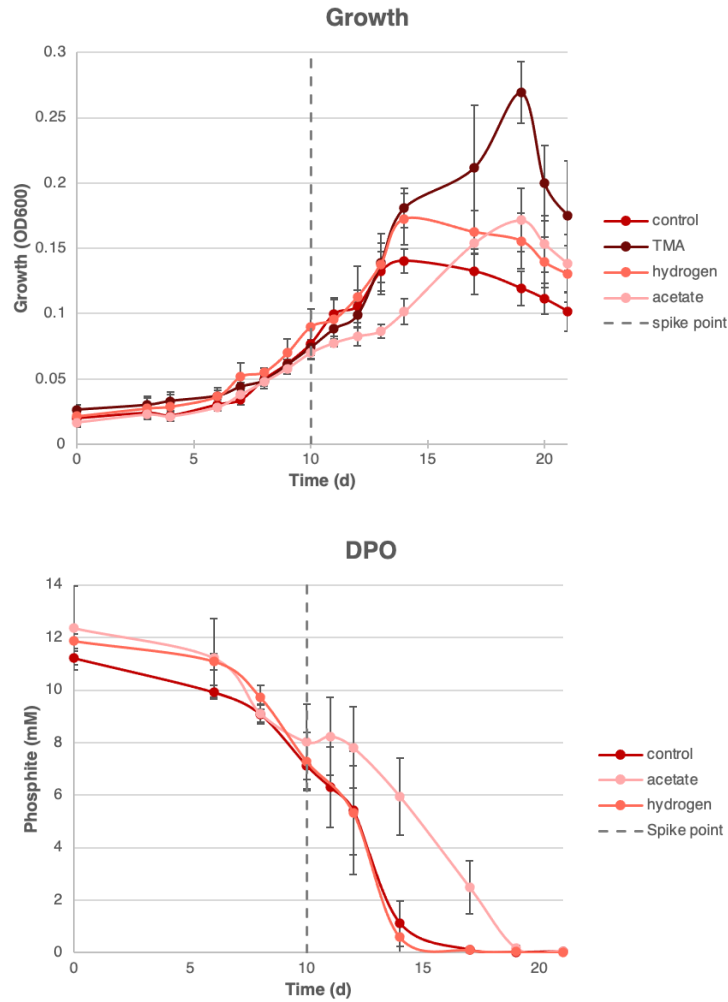 Growth
0.3
0.25
0.2
0.15
0.1
0.05
0
Growth (OD600)
0 5 10 15 20
Time (d)
control
TMA
hydrogen
acetate
spike point
DPO
14
12
10
8
6
4
2
0
Phosphite (mM)
0 5 10 15 20
Time (d)
control
acetate
hydrogen
Spike point